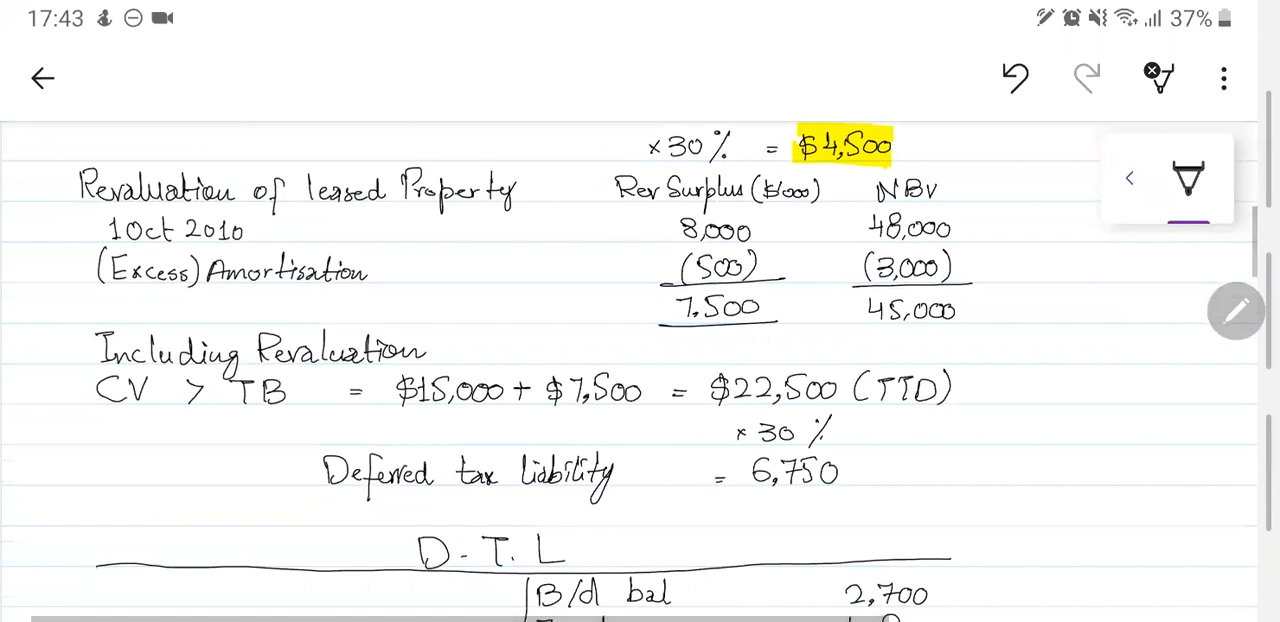 17:43 37%
×30% = $4,500
Revaluation of leased Property Rev Surplus ($'000) NBV
1 Oct 2010 8,000 48,000
(Excess) Amortisation (500) (3,000)
7,500 45,000
Including Revaluation
CV > TB = $15,000 + $7,500 = $22,500 (TTD)
× 30 %
Deferred tax liability = 6,750
D.T.L
B/d bal 2,700